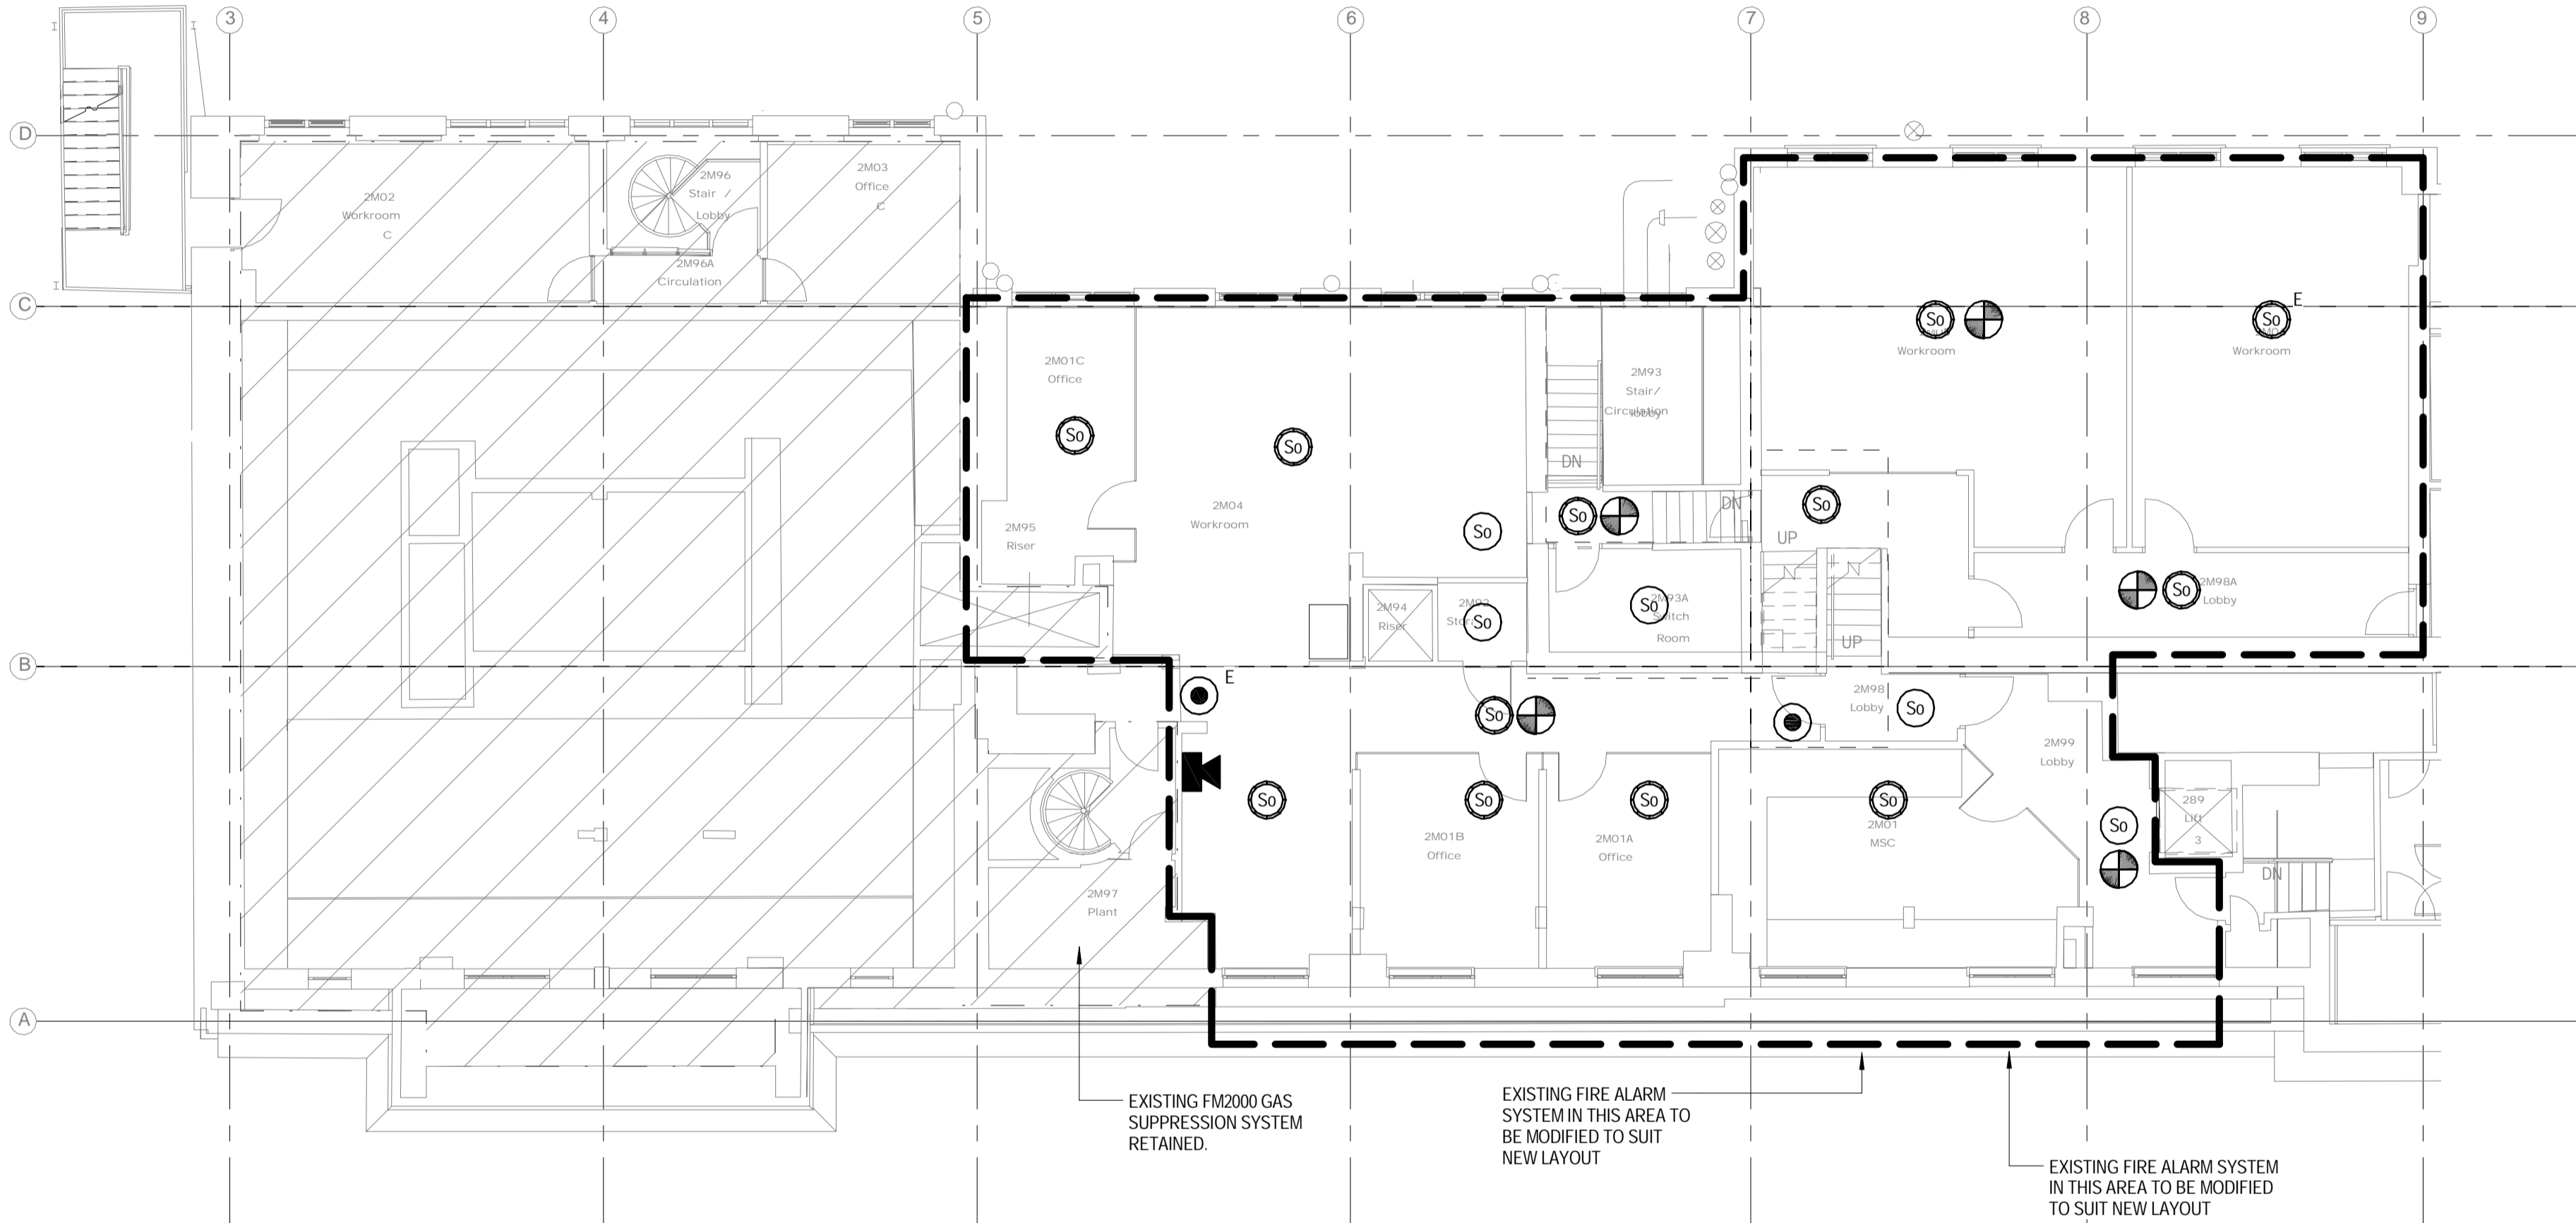 3
4
5
6
7
8
9
D
C
B
A
2M02
Workroom
C
2M96
Stair /
Lobby
2M96A
Circulation
2M03
Office
C
2M01C
Office
So
So
2M04
Workroom
2M95
Riser
So
2M93
Stair/
Circulation
lobby
DN
So
DN
So
Workroom
So
E
Workroom
So
UP
UP
So
2M98A
Lobby
2M94
Riser
2M92
So
So
2M93A
Switch
Room
E
So
2M98
Lobby
So
2M99
Lobby
So
So
2M01B
Office
So
2M01A
Office
So
2M01
MSC
So
289
Lift
3
DN
2M97
Plant
EXISTING FM2000 GAS
SUPPRESSION SYSTEM
RETAINED.
EXISTING FIRE ALARM
SYSTEM IN THIS AREA TO
BE MODIFIED TO SUIT
NEW LAYOUT
EXISTING FIRE ALARM SYSTEM
IN THIS AREA TO BE MODIFIED
TO SUIT NEW LAYOUT